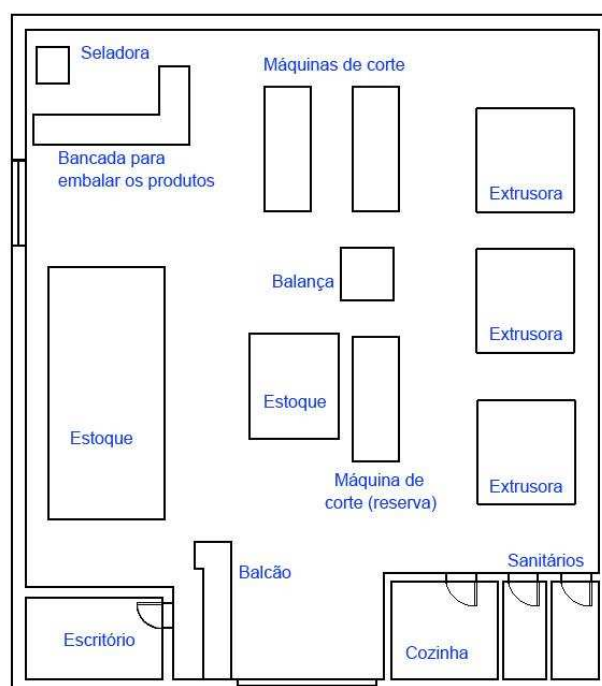 Seladora
Máquinas de corte
Bancada para
embalar os produtos
Extrusora
Balança
Extrusora
Estoque
Estoque
Máquina de
corte (reserva)
Extrusora
Sanitários
Balcão
Escritório
Cozinha